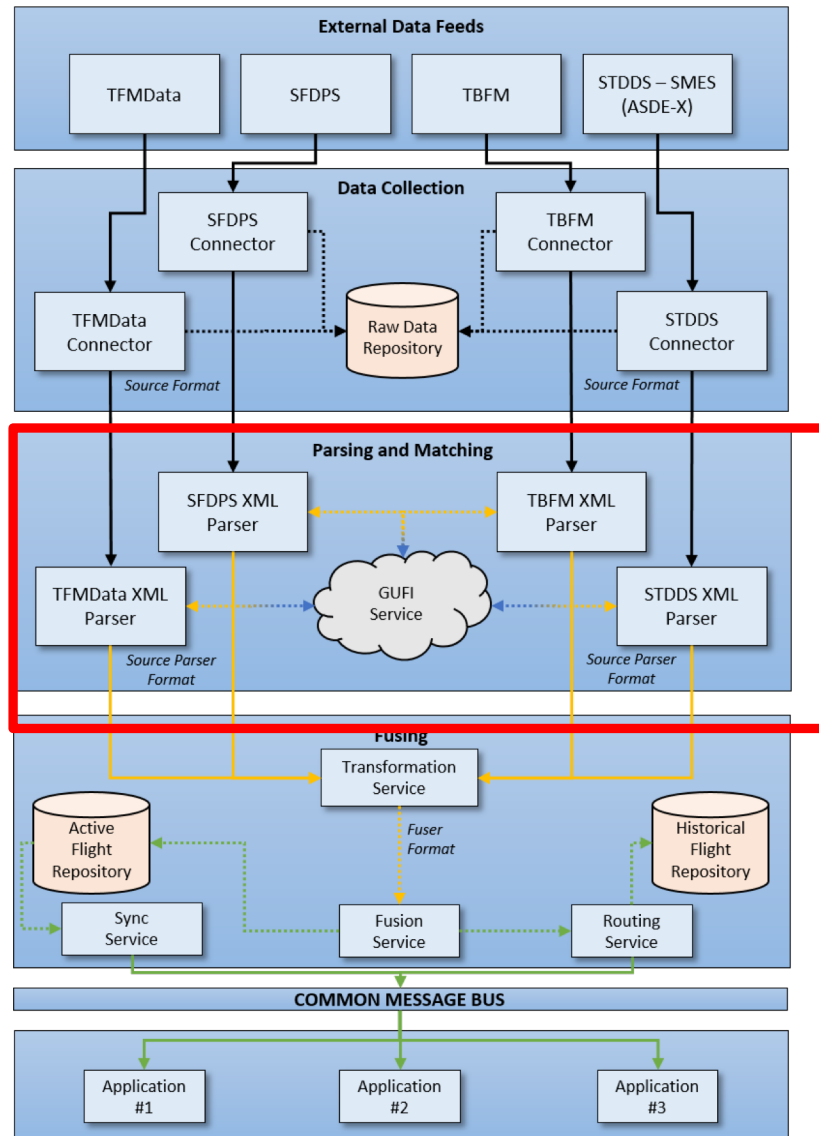 External Data Feeds
TFMData
SFDPS
TBFM
STDDS – SMES
(ASDE-X)
Data Collection
SFDPS
Connector
TBFM
Connector
TFMData
Connector
Raw Data
Repository
STDDS
Connector
Source Format
Source Format
Parsing and Matching
SFDPS XML
Parser
TBFM XML
Parser
TFMData XML
Parser
GUFI
Service
STDDS XML
Parser
Source Parser
Format
Source Parser
Format
Fusing
Transformation
Service
Active
Flight
Repository
Fuser
Format
Historical
Flight
Repository
Sync
Service
Fusion
Service
Routing
Service
COMMON MESSAGE BUS
Application
#1
Application
#2
Application
#3